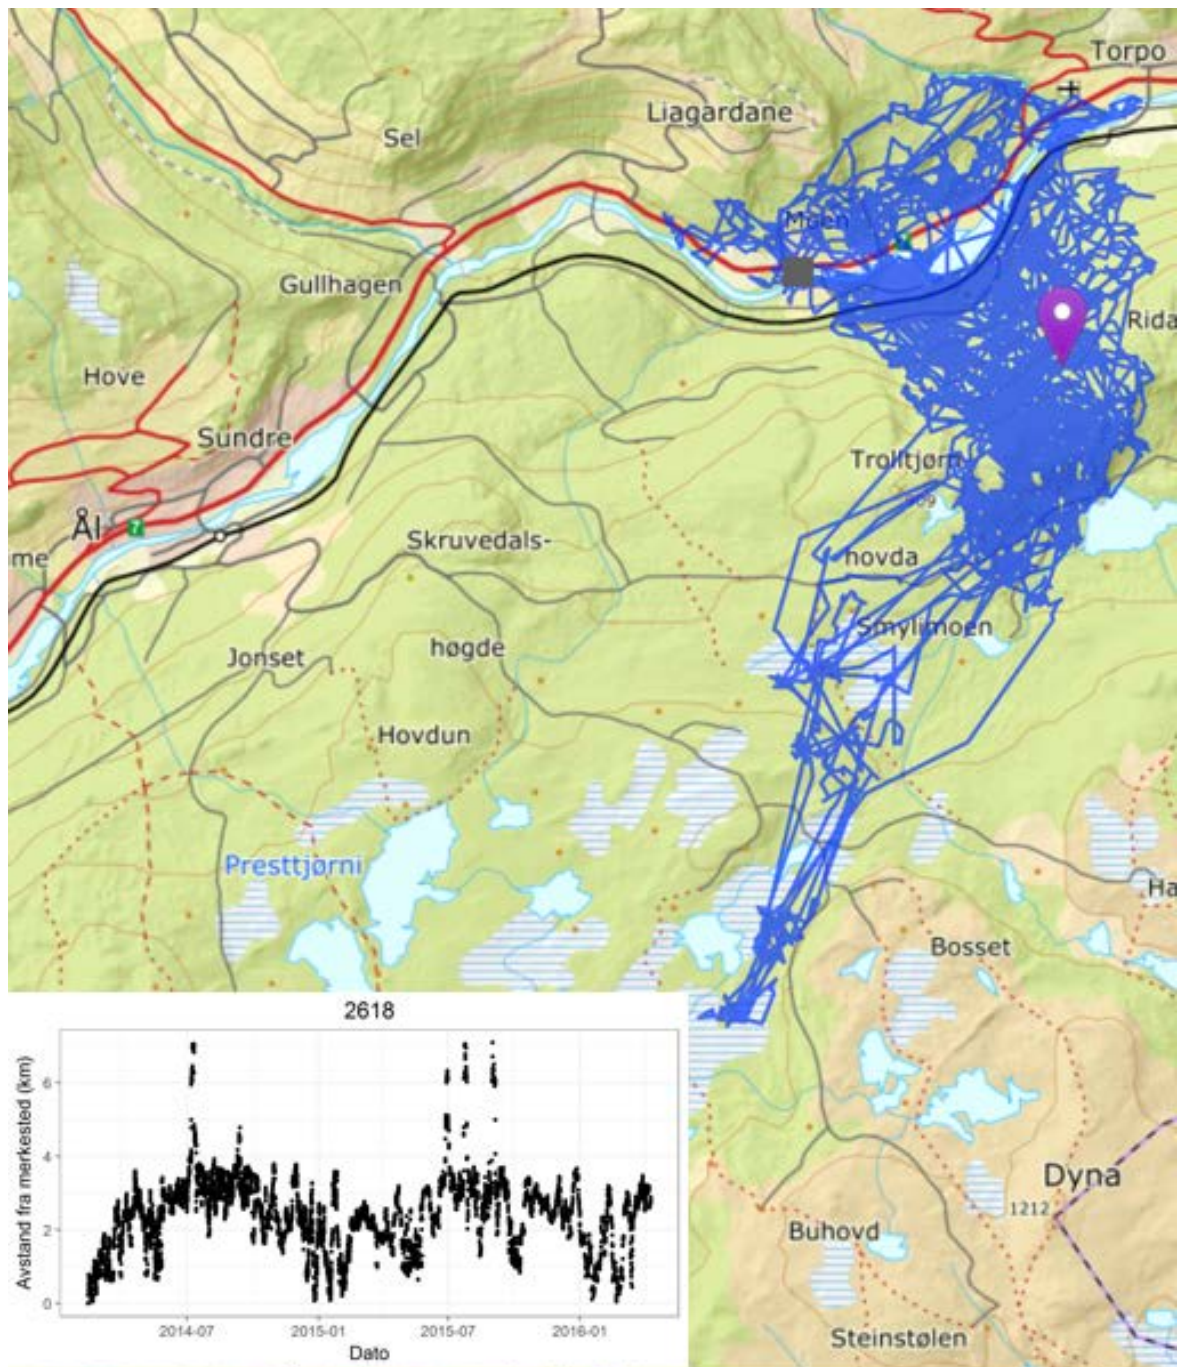 Torpo
Liagardane
Sel
Moen
Gullhagen
Rida
Hove
Sundre
Trolltjørn
Ål
7
me
Skruvedals-
hovda
høgde
Smylimoen
Jonset
Hovdun
Presttjørni
Ha
Bosset
2618
Avstand fra merkested (km)
6
4
2
0
2014-07
2015-01
2015-07
2016-01
Dato
Dyna
1212
Buhovd
Steinstølen